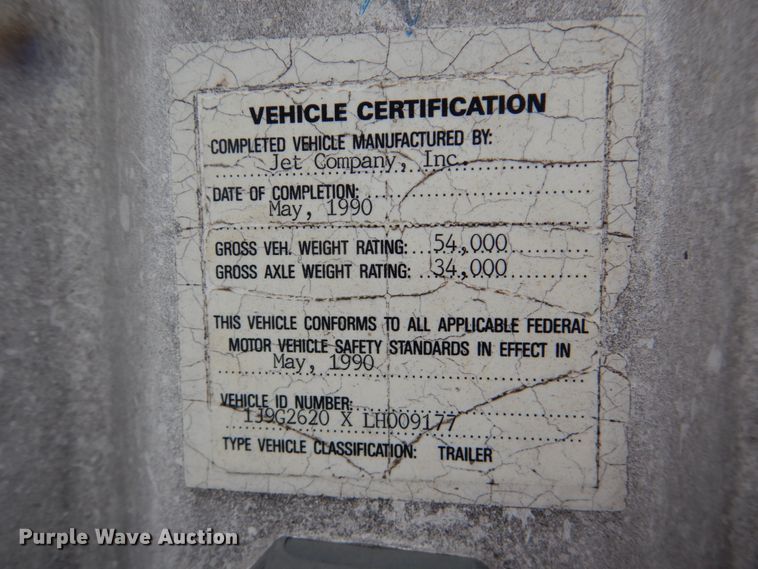 VEHICLE CERTIFICATION
COMPLETED VEHICLE MANUFACTURED BY:
Jet Company, Inc.
DATE OF COMPLETION:
May, 1990
GROSS VEH. WEIGHT RATING: 54,000
GROSS AXLE WEIGHT RATING: 34,000
THIS VEHICLE CONFORMS TO ALL APPLICABLE FEDERAL
MOTOR VEHICLE SAFETY STANDARDS IN EFFECT IN
May, 1990
VEHICLE ID NUMBER:
1J9G2620 X LH009177
TYPE VEHICLE CLASSIFICATION: TRAILER
Purple Wave Auction